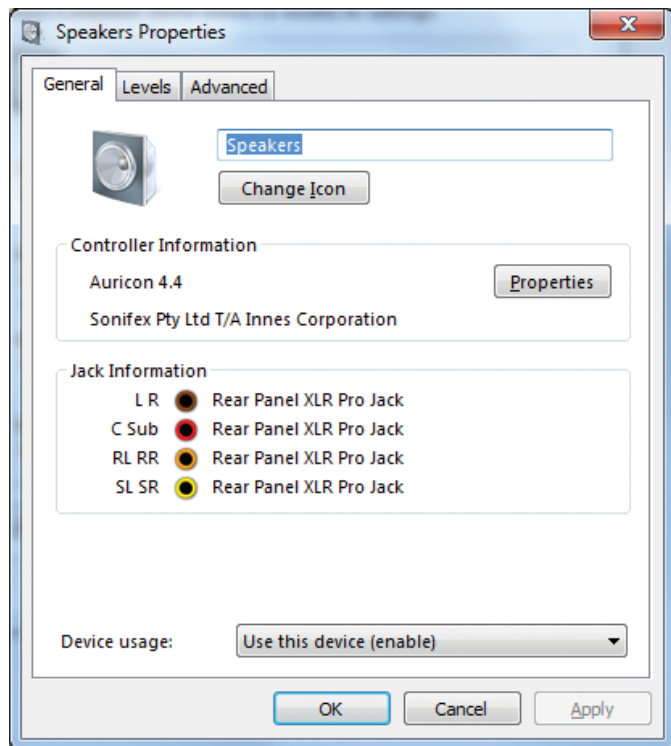 Speakers Properties
General Levels Advanced
Speakers
Change Icon
Controller Information
Auricon 4.4
Properties
Sonifex Pty Ltd T/A Innes Corporation
Jack Information
L R Rear Panel XLR Pro Jack
C Sub Rear Panel XLR Pro Jack
RL RR Rear Panel XLR Pro Jack
SL SR Rear Panel XLR Pro Jack
Device usage: Use this device (enable)
OK Cancel Apply